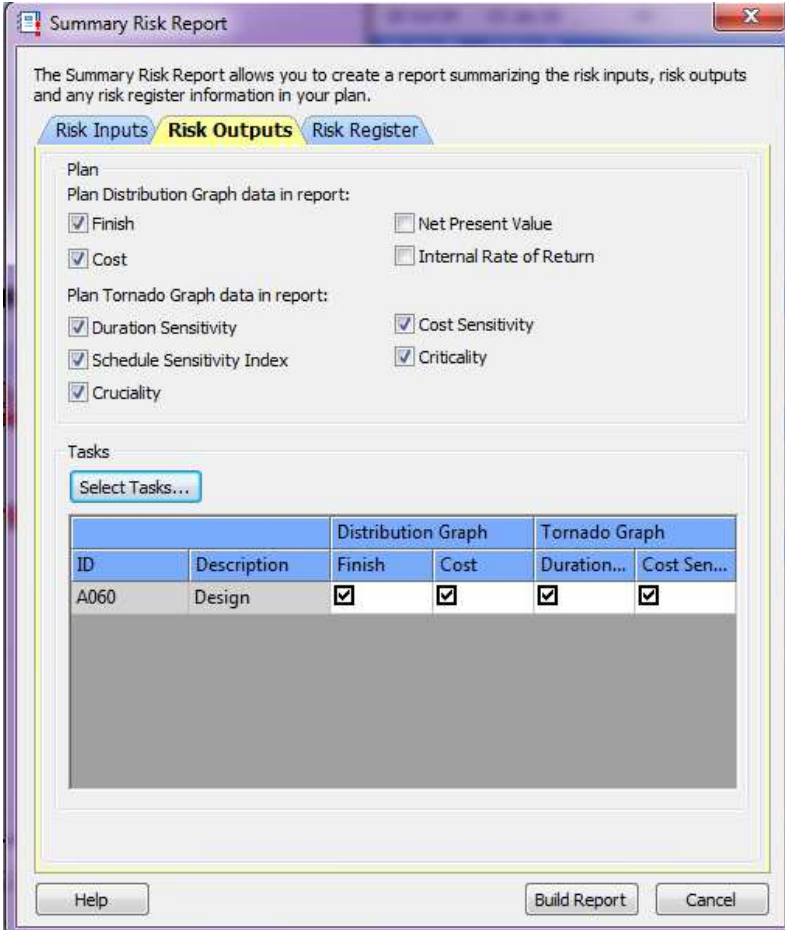 Summary Risk Report
The Summary Risk Report allows you to create a report summarizing the risk inputs, risk outputs
and any risk register information in your plan.
Risk Inputs Risk Outputs Risk Register
Plan
Plan Distribution Graph data in report:
Finish Net Present Value
Cost Internal Rate of Return
Plan Tornado Graph data in report:
Duration Sensitivity Cost Sensitivity
Schedule Sensitivity Index Criticality
Cruciality
Tasks
Select Tasks...
Distribution Graph Tornado Graph
ID Description Finish Cost Duration... Cost Sen...
A060 Design
Help Build Report Cancel